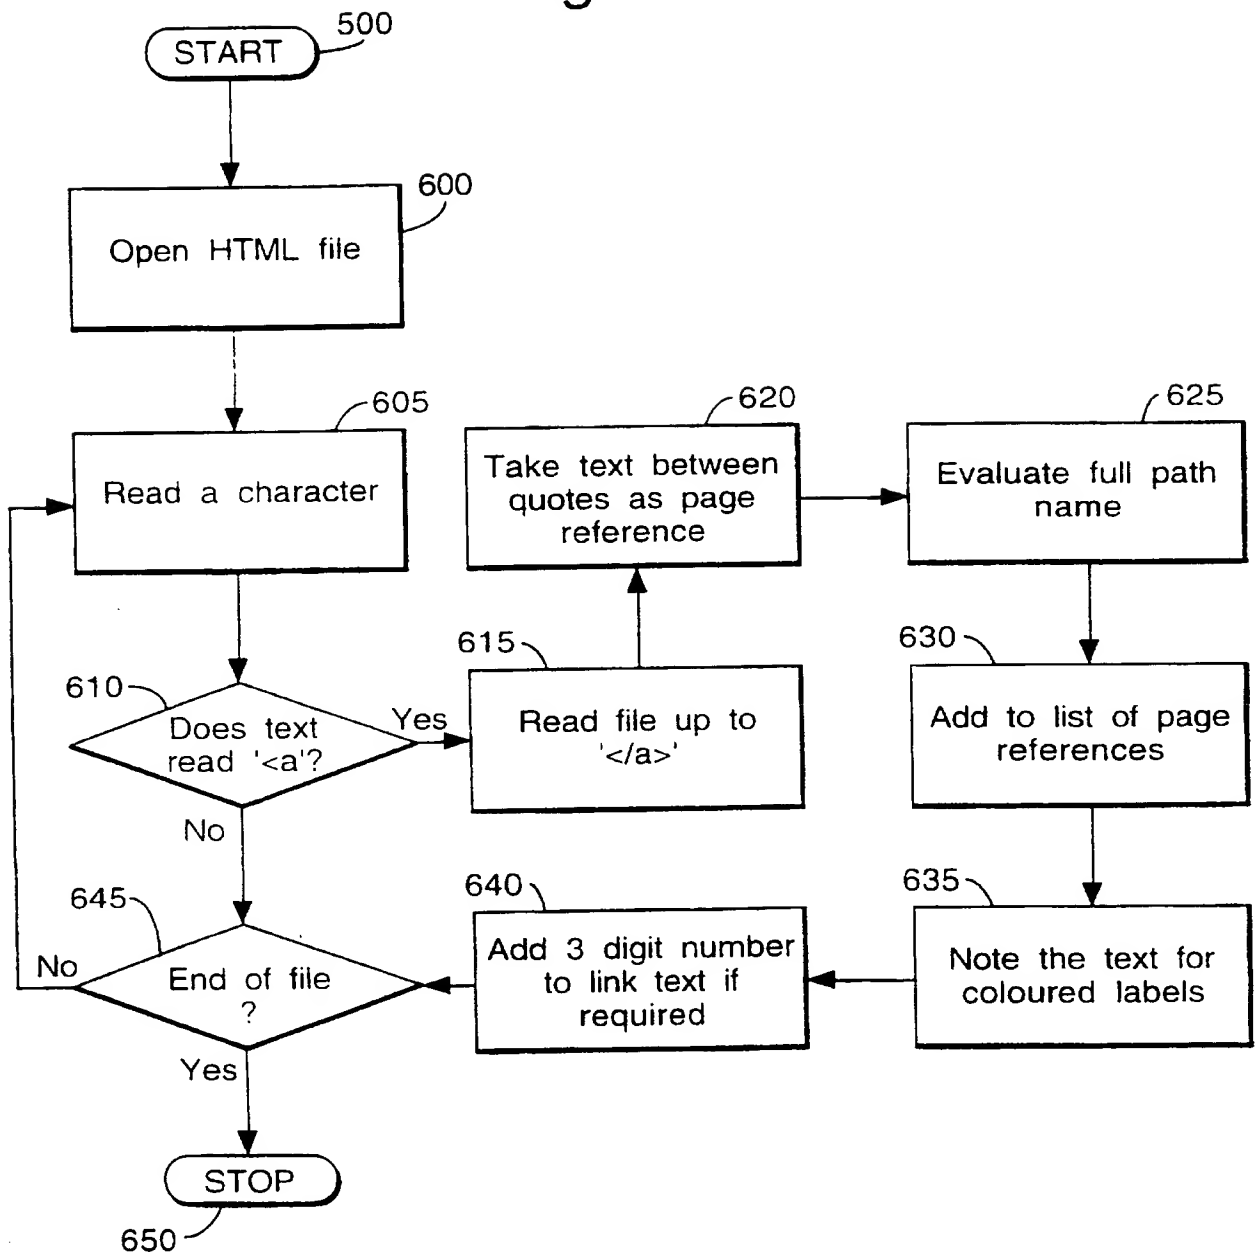 500
START
600
Open HTML file
605
Read a character
620
Take text between
quotes as page
reference
625
Evaluate full path
name
610
Does text
read '<a'?
Yes
No
615
Read file up to
'</a>'
630
Add to list of page
references
645
End of file
?
No
Yes
640
Add 3 digit number
to link text if
required
635
Note the text for
coloured labels
STOP
650